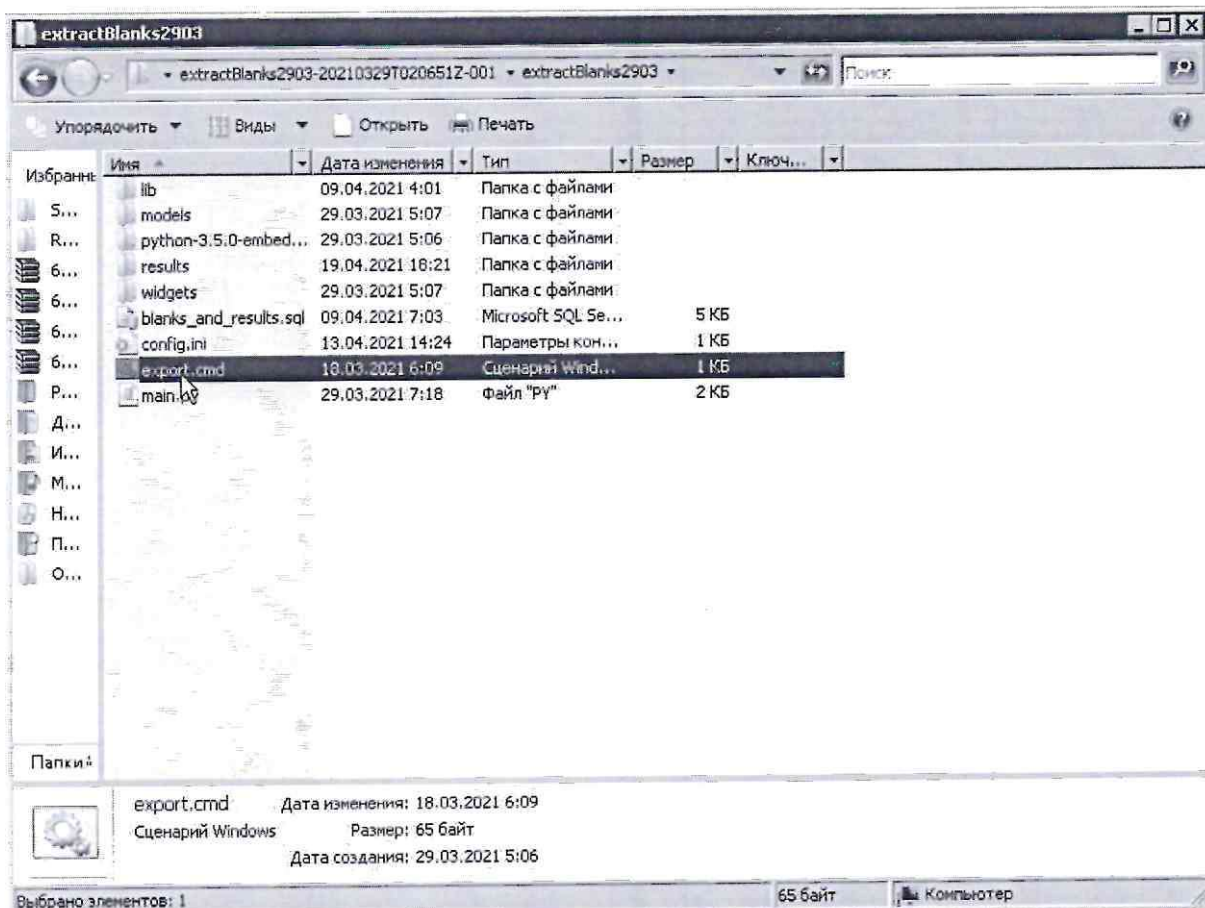 extractBlanks2903
extractBlanks2903-20210329T020651Z-001 extractBlanks2903
Поиск
Упорядочить Виды Открыть Печать
Избраннь
Имя Дата изменения Тип Размер Ключ...
lib 09.04.2021 4:01 Папка с файлами
S... models 29.03.2021 5:07 Папка с файлами
R... python-3.5.0-embed... 29.03.2021 5:06 Папка с файлами
6... results 19.04.2021 18:21 Папка с файлами
6... widgets 29.03.2021 5:07 Папка с файлами
6... blanks_and_results.sql 09.04.2021 7:03 Microsoft SQL Se... 5 КБ
config.ini 13.04.2021 14:24 Параметры кон... 1 КБ
6... export.cmd 18.03.2021 6:09 Сценарий Wind... 1 КБ
P... main.py 29.03.2021 7:18 Файл "PY" 2 КБ
Д...
И...
М...
Н...
П...
О...
Папки
export.cmd Дата изменения: 18.03.2021 6:09
Сценарий Windows Размер: 65 байт
Дата создания: 29.03.2021 5:06
Выбрано элементов: 1 65 байт Компьютер